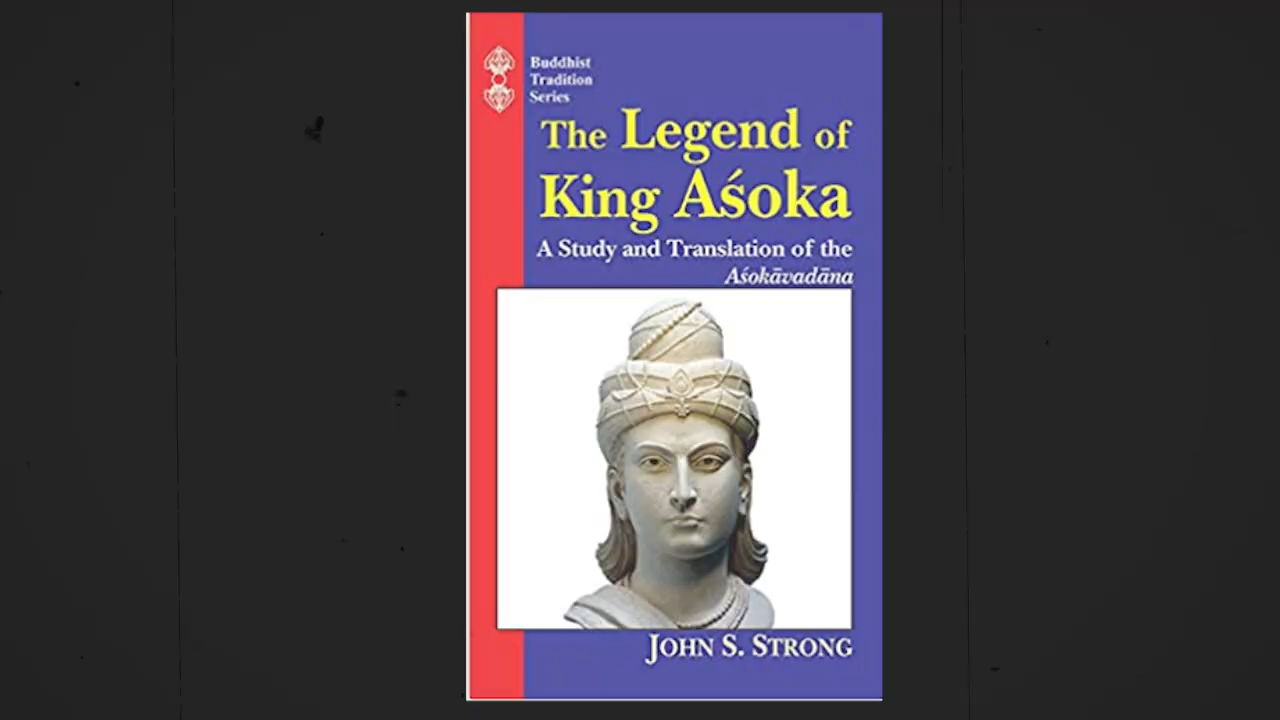 Buddhist
Tradition
Series
The Legend of
King Aśoka
A Study and Translation of the
Aśokāvadāna
JOHN S. STRONG